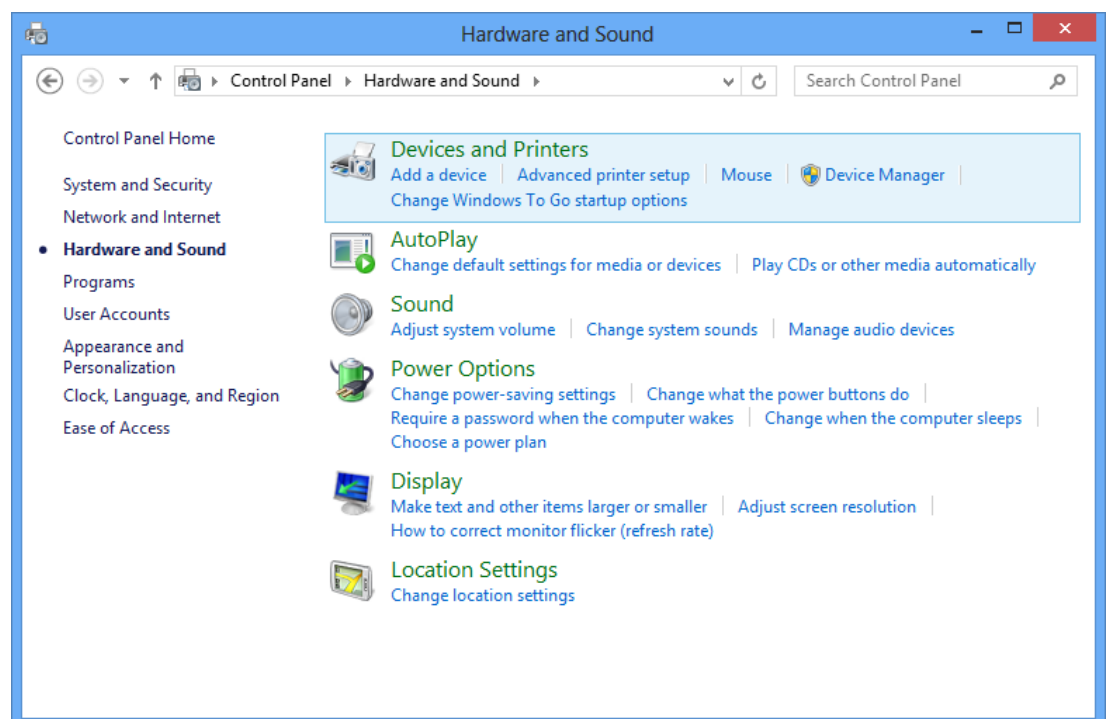 Hardware and Sound
Control Panel Hardware and Sound
Search Control Panel
Control Panel Home
System and Security
Network and Internet
Hardware and Sound
Programs
User Accounts
Appearance and
Personalization
Clock, Language, and Region
Ease of Access
Devices and Printers
Add a device Advanced printer setup Mouse Device Manager
Change Windows To Go startup options
AutoPlay
Change default settings for media or devices Play CDs or other media automatically
Sound
Adjust system volume Change system sounds Manage audio devices
Power Options
Change power-saving settings Change what the power buttons do
Require a password when the computer wakes Change when the computer sleeps
Choose a power plan
Display
Make text and other items larger or smaller Adjust screen resolution
How to correct monitor flicker (refresh rate)
Location Settings
Change location settings